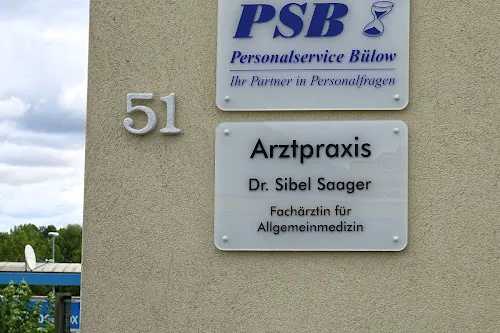 PSB
Personalservice Bülow
Ihr Partner in Personalfragen
51
Arztpraxis
Dr. Sibel Saager
Fachärztin für
Allgemeinmedizin